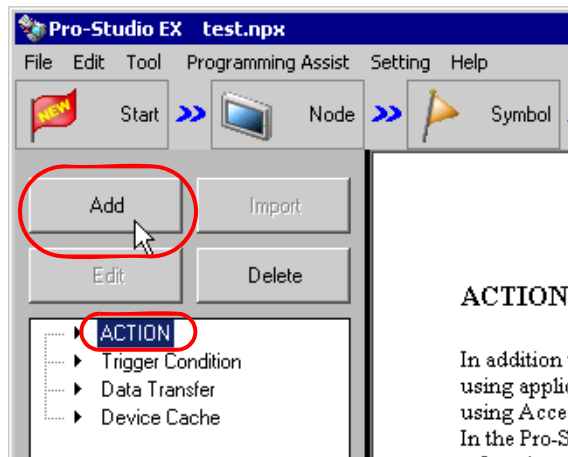 Pro-Studio EX test.npx
File Edit Tool Programming Assist Setting Help
NEW Start Node Symbol
Add Import
Edit Delete
ACTION
Trigger Condition
Data Transfer
Device Cache
ACTION
In addition
using appli
using Acce
In the Pro-S